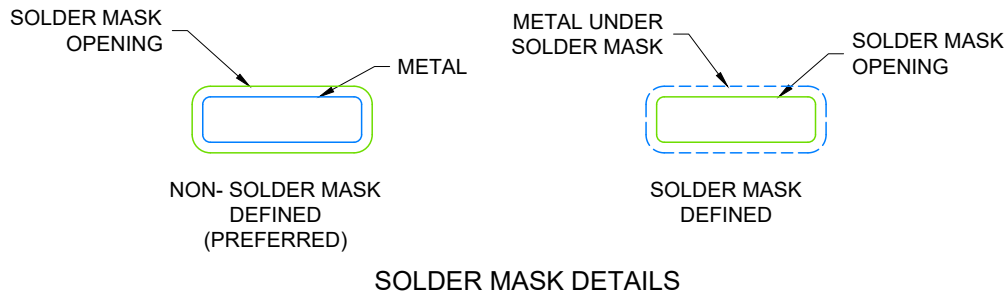 SOLDER MASK
OPENING
METAL
NON- SOLDER MASK
DEFINED
(PREFERRED)
METAL UNDER
SOLDER MASK
SOLDER MASK
OPENING
SOLDER MASK
DEFINED
SOLDER MASK DETAILS